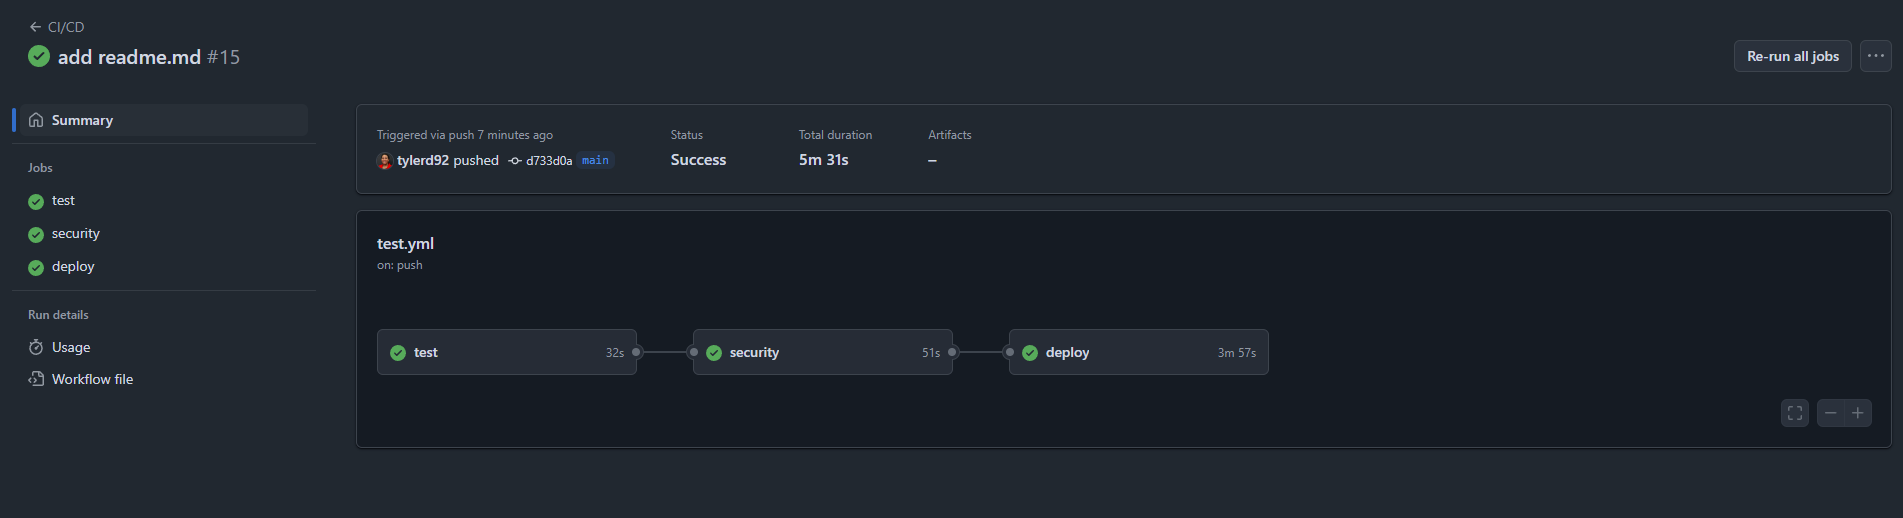 ← CI/CD
add readme.md #15
Re-run all jobs
Summary
Jobs
test
security
deploy
Run details
Usage
Workflow file
Triggered via push 7 minutes ago
tylerd92 pushed d733d0a main
Status
Success
Total duration
5m 31s
Artifacts
–
test.yml
on: push
test 32s
security 51s
deploy 3m 57s